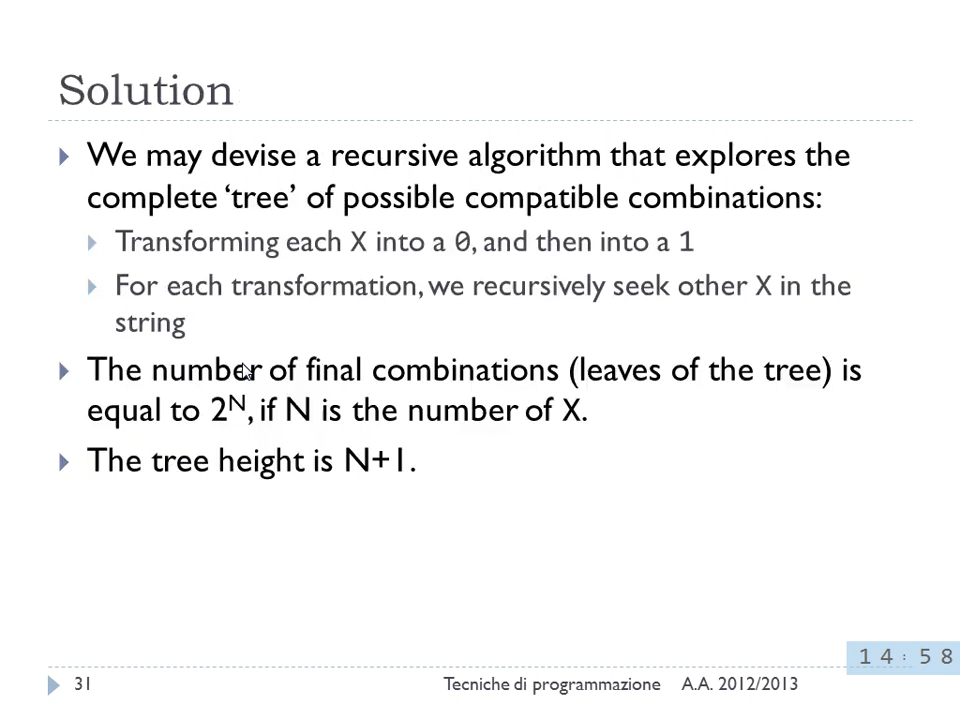 Solution
We may devise a recursive algorithm that explores the
complete ‘tree’ of possible compatible combinations:
Transforming each X into a 0, and then into a 1
For each transformation, we recursively seek other X in the
string
The number of final combinations (leaves of the tree) is
equal to 2ᴺ, if N is the number of X.
The tree height is N+1.
14:58
31 Tecniche di programmazione A.A. 2012/2013